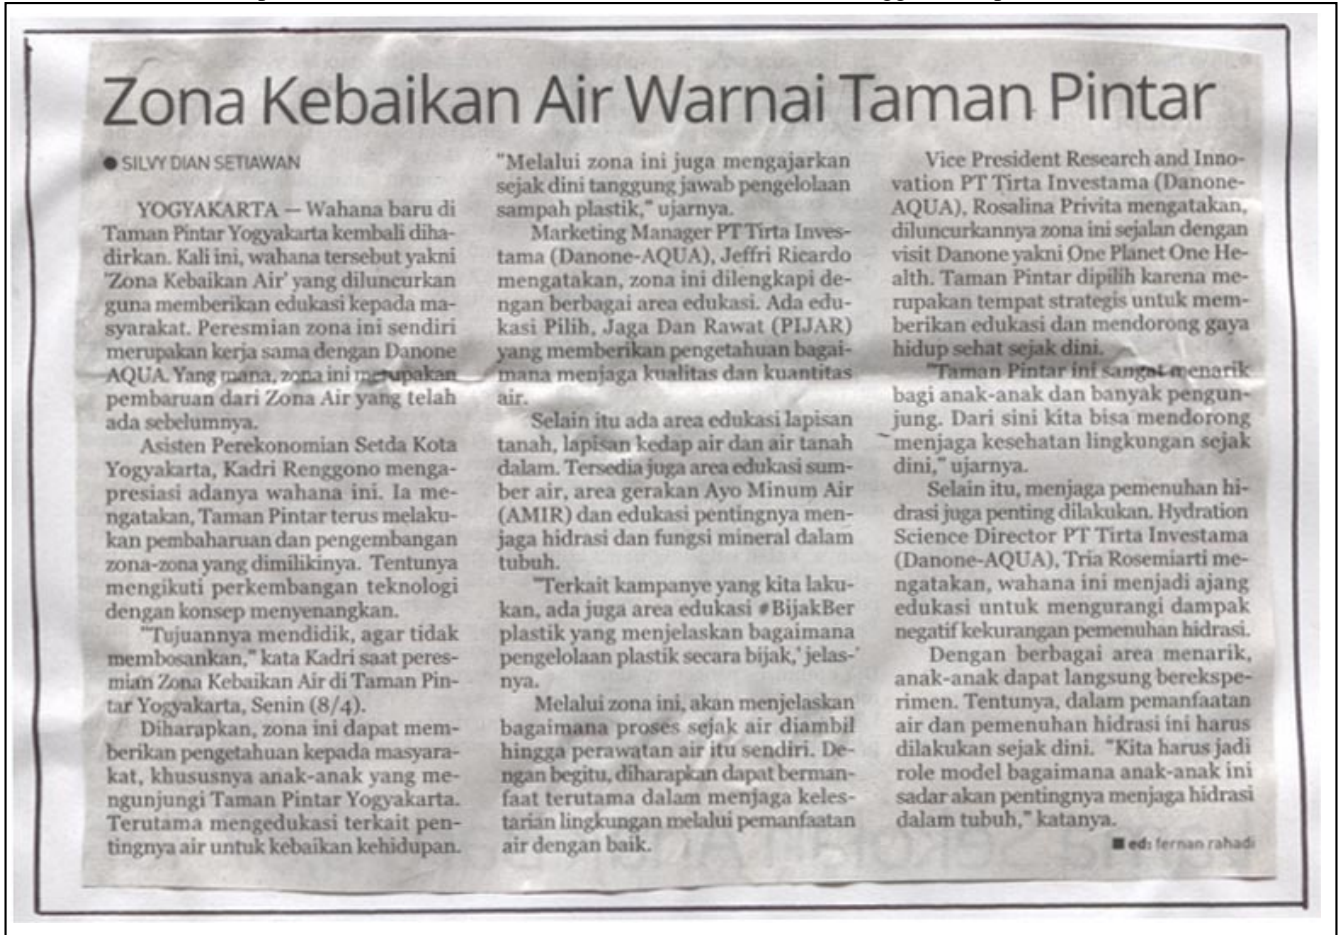 Zona Kebaikan Air Warnai Taman Pintar
● SILVY DIAN SETIAWAN
YOGYAKARTA — Wahana baru di
Taman Pintar Yogyakarta kembali diha-
dirkan. Kali ini, wahana tersebut yakni
'Zona Kebaikan Air' yang diluncurkan
guna memberikan edukasi kepada ma-
syarakat. Peresmian zona ini sendiri
merupakan kerja sama dengan Danone
AQUA. Yang mana, zona ini merupakan
pembaruan dari Zona Air yang telah
ada sebelumnya.
Asisten Perekonomian Setda Kota
Yogyakarta, Kadri Renggono menga-
presiasi adanya wahana ini. Ia me-
ngatakan, Taman Pintar terus melaku-
kan pembaharuan dan pengembangan
zona-zona yang dimilikinya. Tentunya
mengikuti perkembangan teknologi
dengan konsep menyenangkan.
"Tujuannya mendidik, agar tidak
membosankan," kata Kadri saat peres-
mian Zona Kebaikan Air di Taman Pin-
tar Yogyakarta, Senin (8/4).
Diharapkan, zona ini dapat mem-
berikan pengetahuan kepada masyara-
kat, khususnya anak-anak yang me-
ngunjungi Taman Pintar Yogyakarta.
Terutama mengedukasi terkait pen-
tingnya air untuk kebaikan kehidupan.
"Melalui zona ini juga mengajarkan
sejak dini tanggung jawab pengelolaan
sampah plastik," ujarnya.
Marketing Manager PT Tirta Inves-
tama (Danone-AQUA), Jeffri Ricardo
mengatakan, zona ini dilengkapi de-
ngan berbagai area edukasi. Ada edu-
kasi Pilih, Jaga Dan Rawat (PIJAR)
yang memberikan pengetahuan bagai-
mana menjaga kualitas dan kuantitas
air.
Selain itu ada area edukasi lapisan
tanah, lapisan kedap air dan air tanah
dalam. Tersedia juga area edukasi sum-
ber air, area gerakan Ayo Minum Air
(AMIR) dan edukasi pentingnya men-
jaga hidrasi dan fungsi mineral dalam
tubuh.
"Terkait kampanye yang kita laku-
kan, ada juga area edukasi #BijakBer
plastik yang menjelaskan bagaimana
pengelolaan plastik secara bijak,' jelas-
nya.
Melalui zona ini, akan menjelaskan
bagaimana proses sejak air diambil
hingga perawatan air itu sendiri. De-
ngan begitu, diharapkan dapat berman-
faat terutama dalam menjaga keles-
tarian lingkungan melalui pemanfaatan
air dengan baik.
Vice President Research and Inno-
vation PT Tirta Investama (Danone-
AQUA), Rosalina Privita mengatakan,
diluncurkannya zona ini sejalan dengan
visit Danone yakni One Planet One He-
alth. Taman Pintar dipilih karena me-
rupakan tempat strategis untuk mem-
berikan edukasi dan mendorong gaya
hidup sehat sejak dini.
"Taman Pintar ini sangat menarik
bagi anak-anak dan banyak pengun-
jung. Dari sini kita bisa mendorong
menjaga kesehatan lingkungan sejak
dini," ujarnya.
Selain itu, menjaga pemenuhan hi-
drasi juga penting dilakukan. Hydration
Science Director PT Tirta Investama
(Danone-AQUA), Tria Rosemiarti me-
ngatakan, wahana ini menjadi ajang
edukasi untuk mengurangi dampak
negatif kekurangan pemenuhan hidrasi.
Dengan berbagai area menarik,
anak-anak dapat langsung berekspe-
rimen. Tentunya, dalam pemanfaatan
air dan pemenuhan hidrasi ini harus
dilakukan sejak dini. "Kita harus jadi
role model bagaimana anak-anak ini
sadar akan pentingnya menjaga hidrasi
dalam tubuh," katanya.
■ ed: fernan rahadi